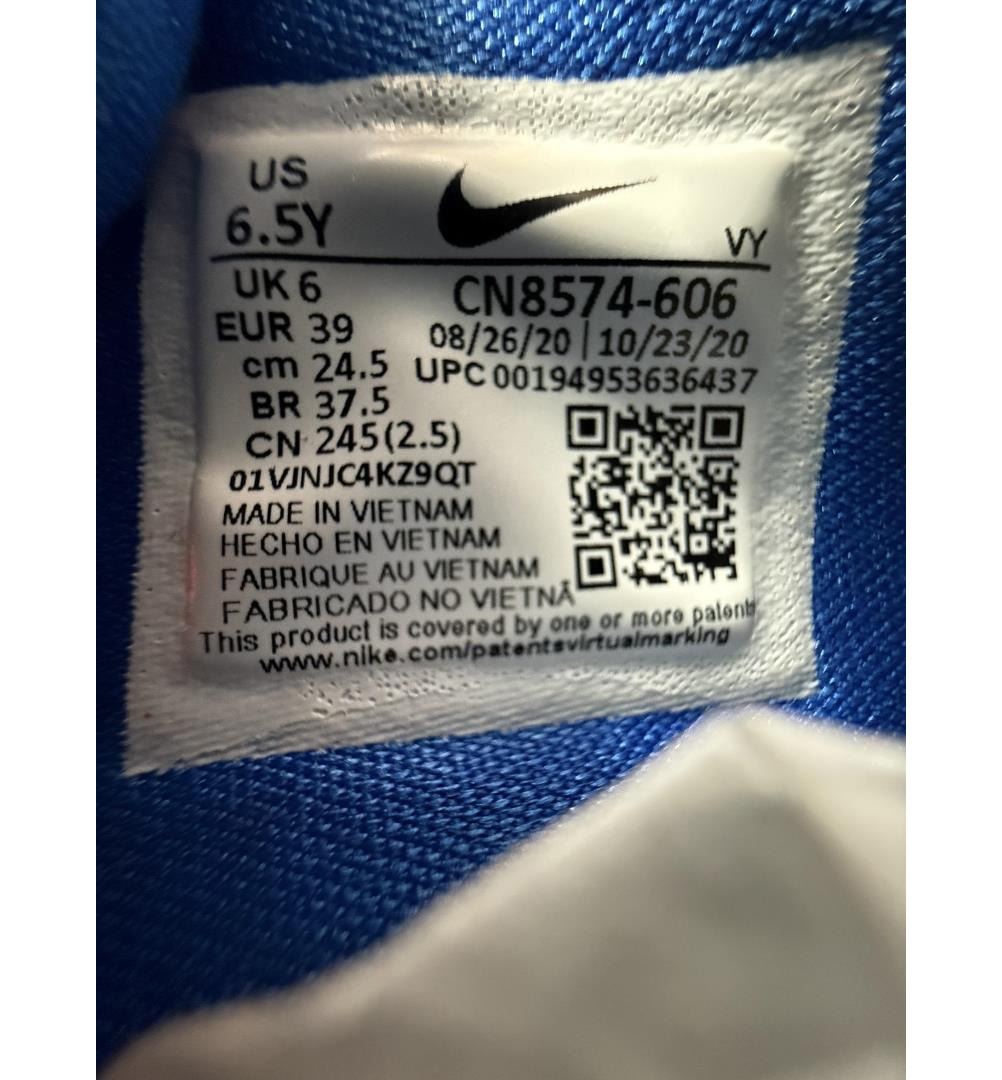 US
6.5Y
VY
UK 6
EUR 39
cm 24.5
BR 37.5
CN 245(2.5)
CN8574-606
08/26/20 | 10/23/20
UPC 00194953636437
01VJNJC4KZ9QT
MADE IN VIETNAM
HECHO EN VIETNAM
FABRIQUE AU VIETNAM
FABRICADO NO VIETNÃ
This product is covered by one or more patents
www.nike.com/patentsvirtualmarking